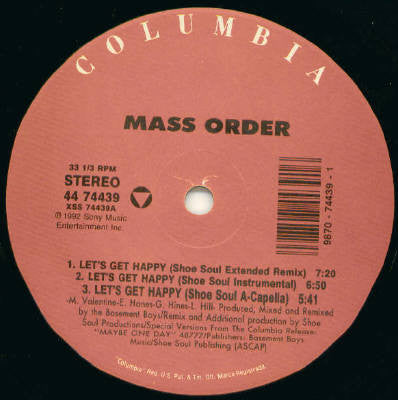 COLUMBIA
MASS ORDER
33 1/3 RPM
STEREO
44 74439
XSS 74439A
℗ 1992 Sony Music
Entertainment Inc.
9870 - 74439 - 1
1. LET'S GET HAPPY (Shoe Soul Extended Remix) 7:20
2. LET'S GET HAPPY (Shoe Soul Instrumental) 6:50
3. LET'S GET HAPPY (Shoe Soul A-Capella) 5:41
-M. Valentine-E. Hanes-G. Hines-L. Hill- Produced, Mixed and Remixed
by the Basement Boys/Remix and Additional production by Shoe
Soul Productions/Special Versions From The Columbia Release:
"MAYBE ONE DAY" 48777/Publishers: Basement Boys
Music/Shoe Soul Publishing (ASCAP)
"Columbia" Reg. U.S. Pat. & Tm. Off. Marca Registrada.